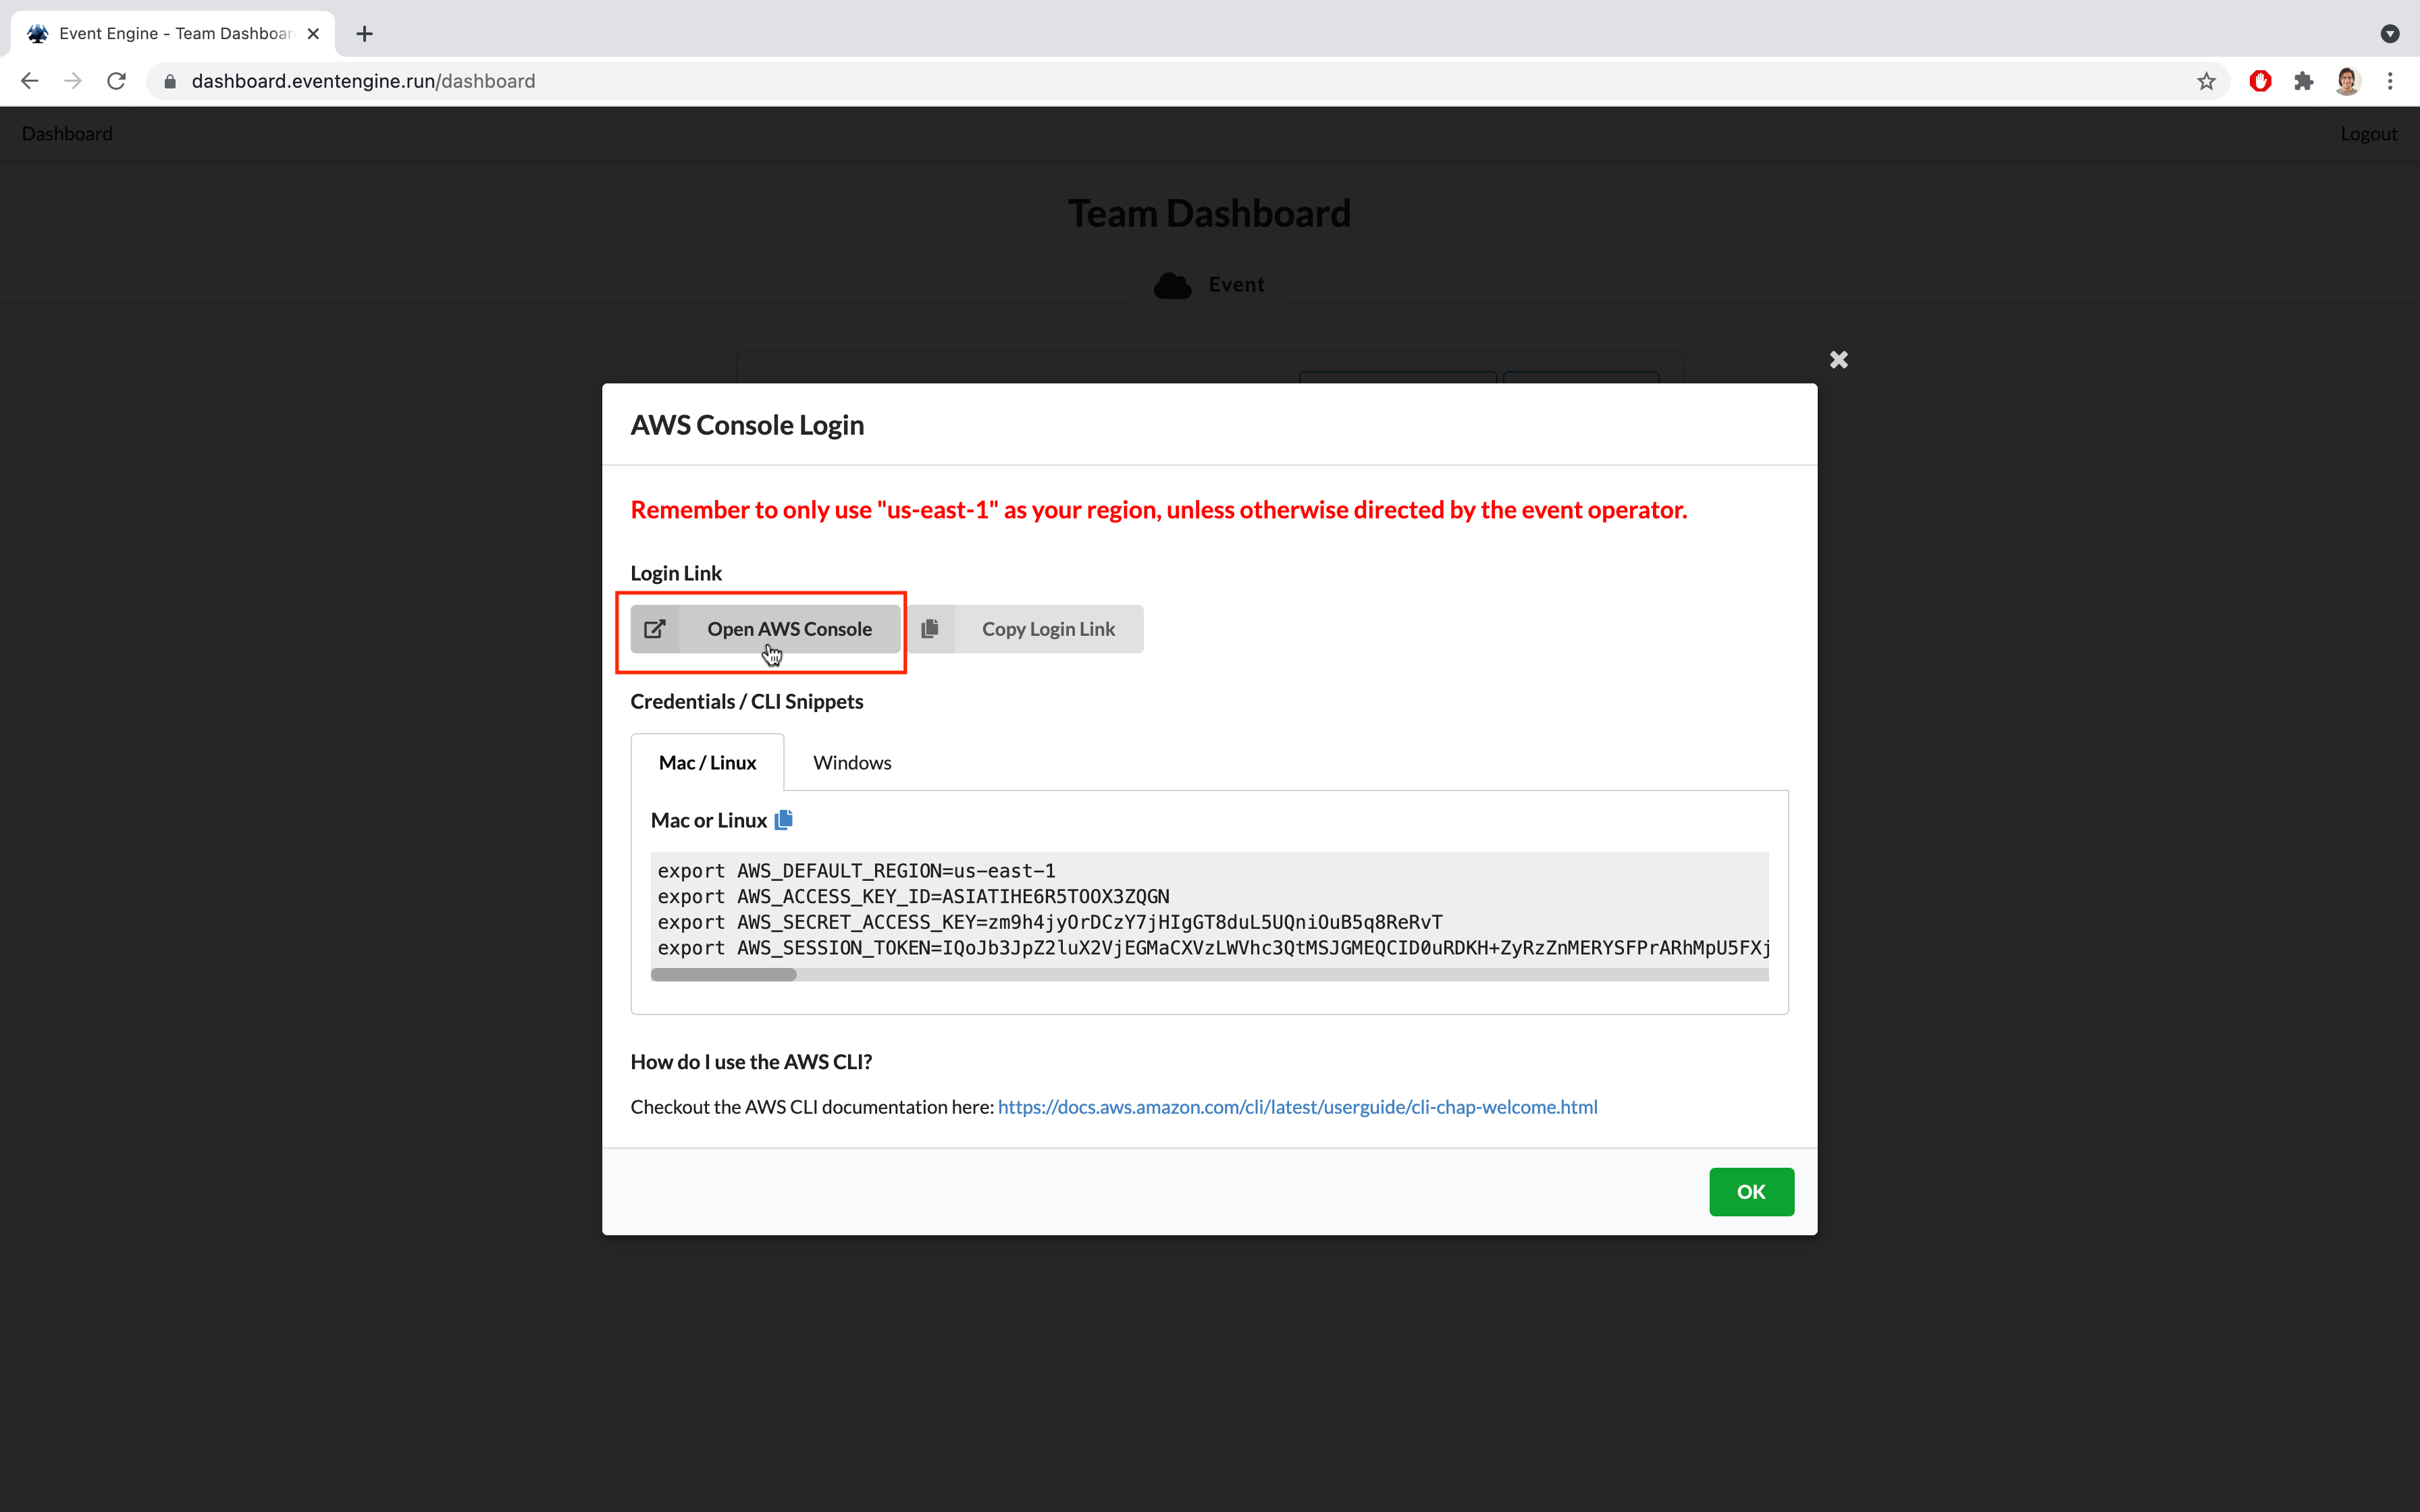 Event Engine - Team Dashboar
dashboard.eventengine.run/dashboard
Dashboard
Logout
Team Dashboard
Event
AWS Console Login
Remember to only use "us-east-1" as your region, unless otherwise directed by the event operator.
Login Link
Open AWS Console
Copy Login Link
Credentials / CLI Snippets
Mac / Linux
Windows
Mac or Linux
export AWS_DEFAULT_REGION=us-east-1
export AWS_ACCESS_KEY_ID=ASIATIHE6R5TOOX3ZQGN
export AWS_SECRET_ACCESS_KEY=zm9h4jyOrDCzY7jHIgGT8duL5UQniOuB5q8ReRvT
export AWS_SESSION_TOKEN=IQoJb3JpZ2luX2VjEGMaCXVzLWVhc3QtMSJGMEQCID0uRDKH+ZyRzZnMERYSFPrARhMpU5FXj
How do I use the AWS CLI?
Checkout the AWS CLI documentation here: https://docs.aws.amazon.com/cli/latest/userguide/cli-chap-welcome.html
OK